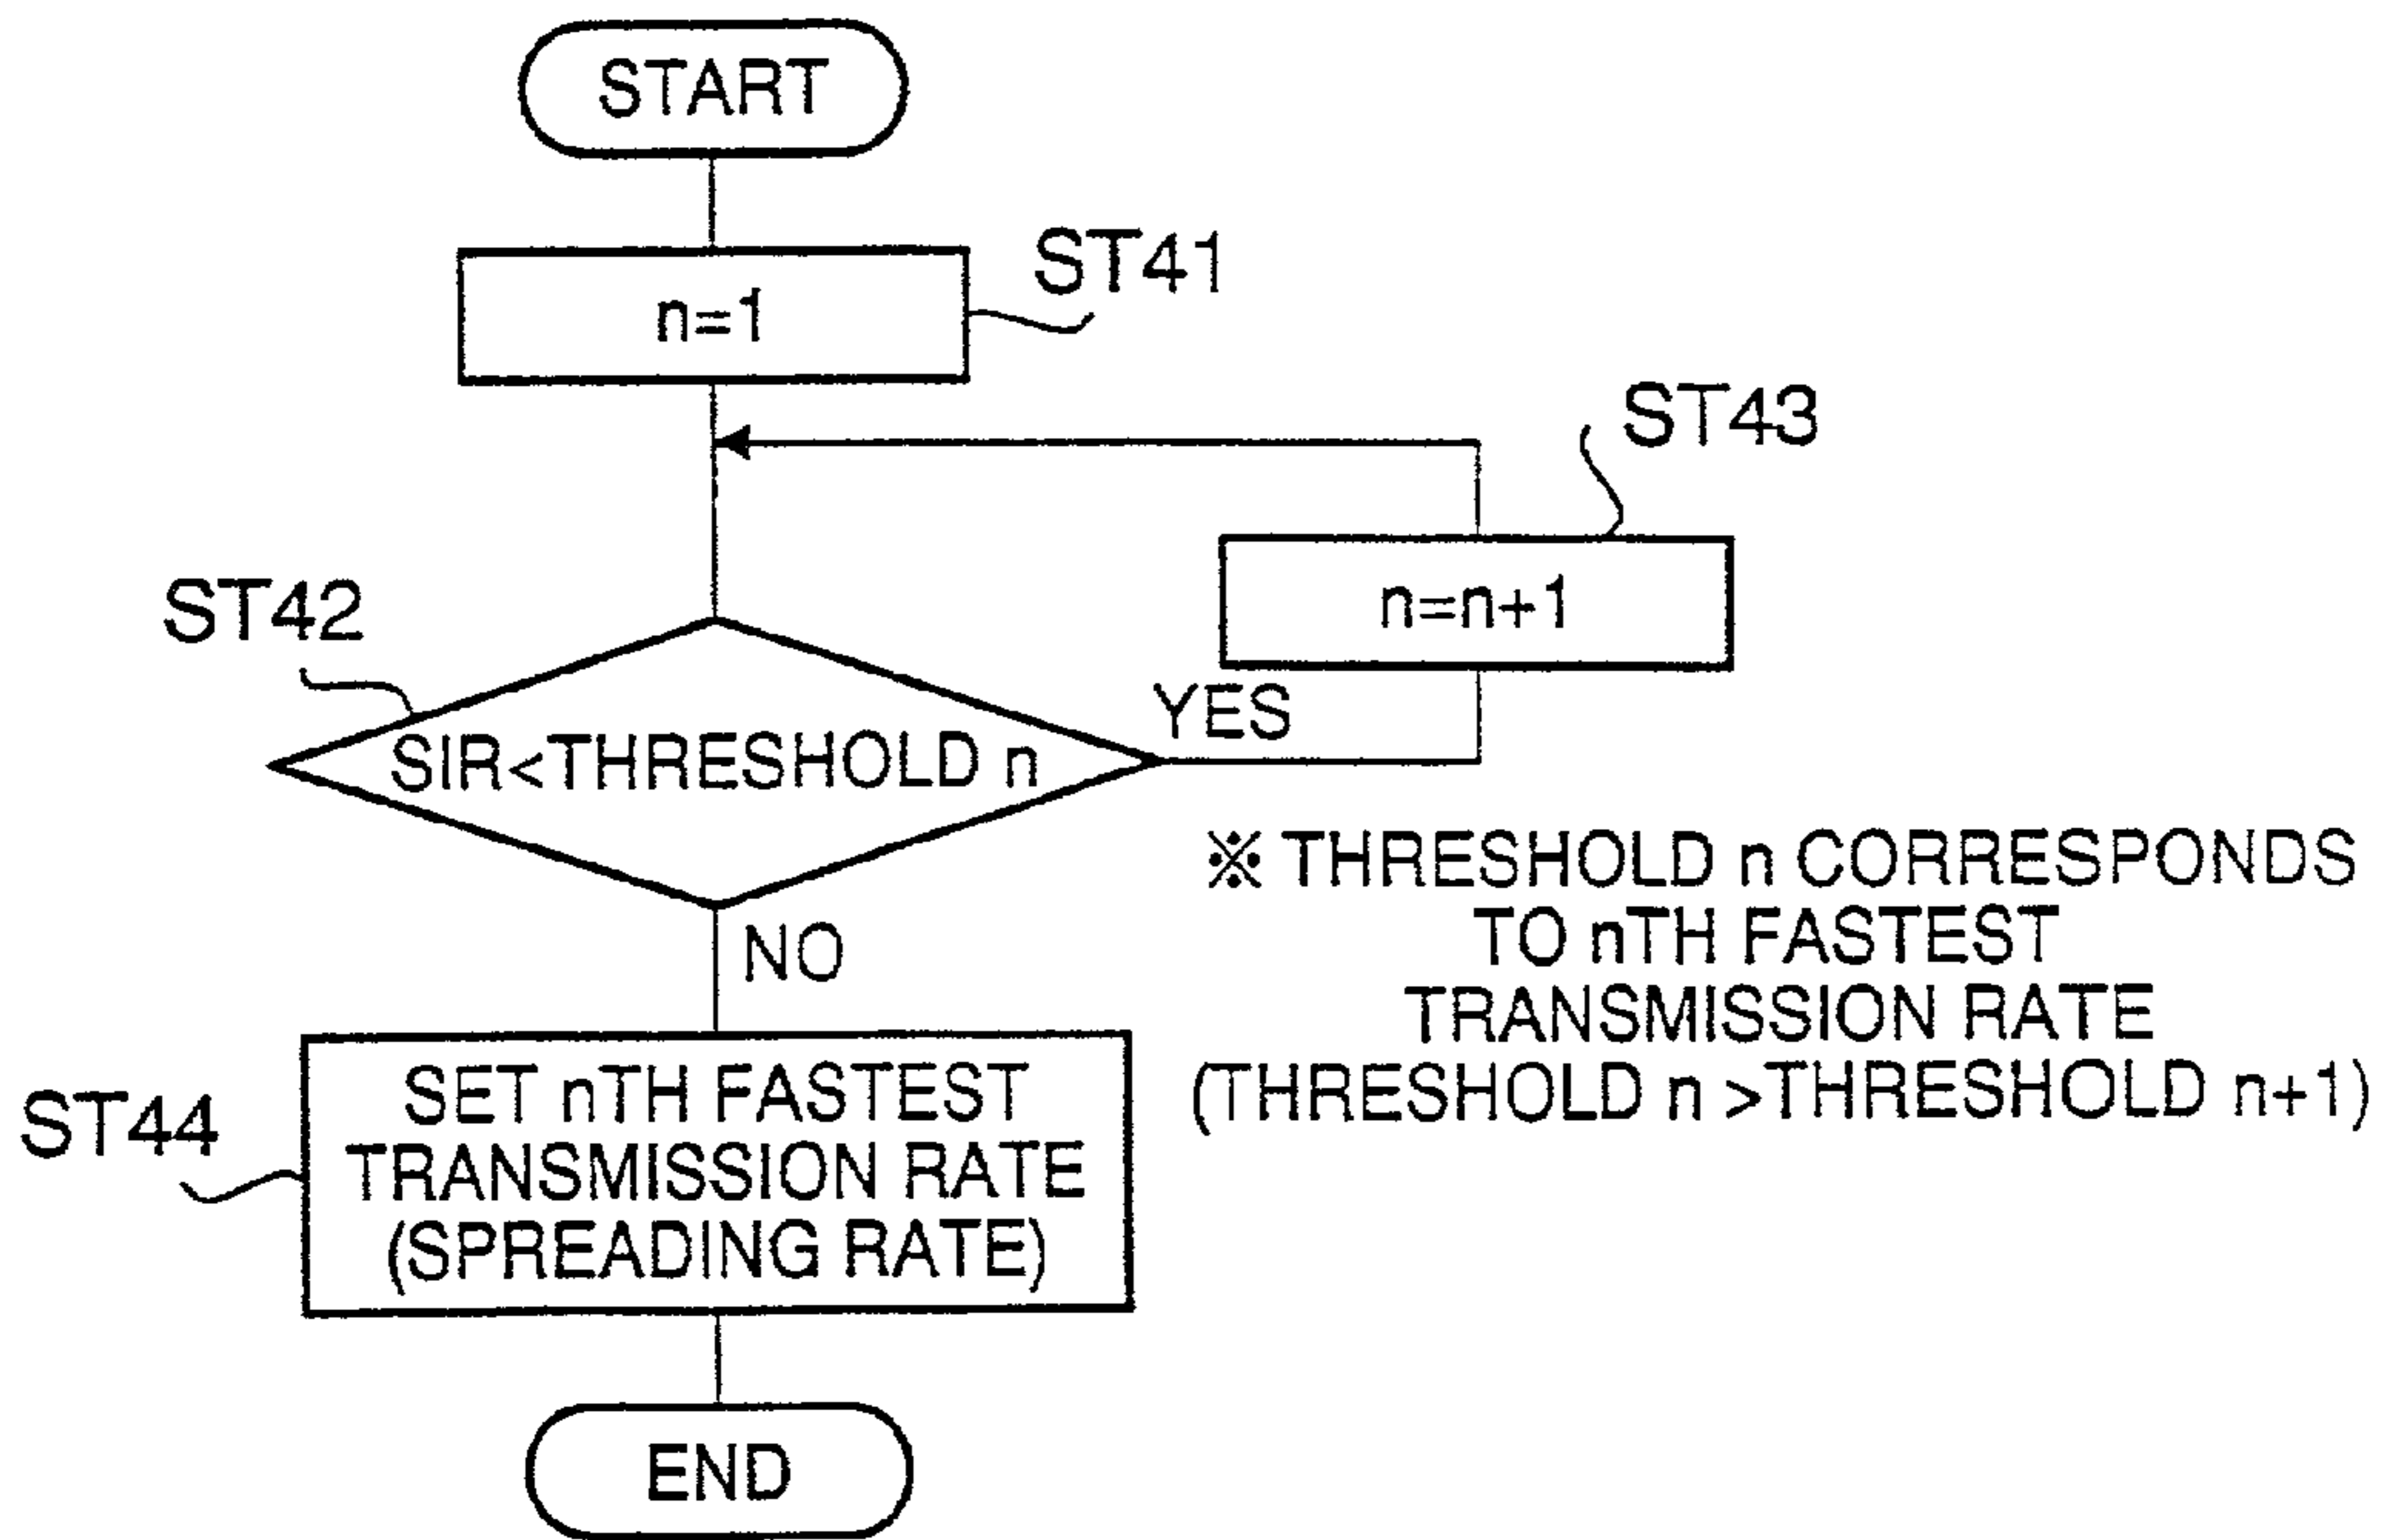 START
n=1
ST41
ST43
n=n+1
ST42
SIR<THRESHOLD n
YES
NO
※ THRESHOLD n CORRESPONDS
TO nTH FASTEST
TRANSMISSION RATE
(THRESHOLD n >THRESHOLD n+1)
ST44
SET nTH FASTEST
TRANSMISSION RATE
(SPREADING RATE)
END